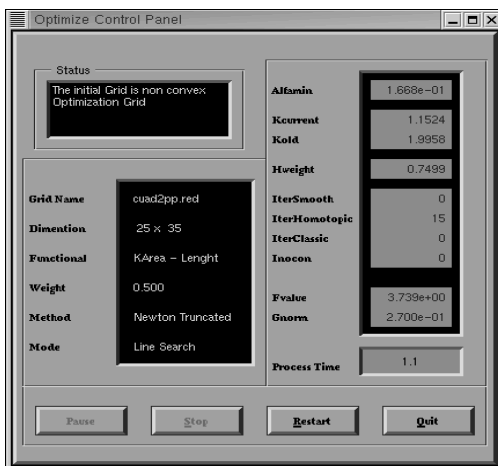 Optimize Control Panel
Status
The initial Grid is non convex
Optimization Grid
Grid Name cuad2pp.red
Dimention 25 x 35
Functional KArea - Lenght
Weight 0.500
Method Newton Truncated
Mode Line Search
Alfamin 1.668e-01
Kcurrent 1.1524
Kold 1.9958
Hweight 0.7499
IterSmooth 0
IterHomotopic 15
IterClassic 0
Inocon 0
Fvalue 3.739e+00
Gnorm 2.700e-01
Process Time 1.1
Pause Stop Restart Quit